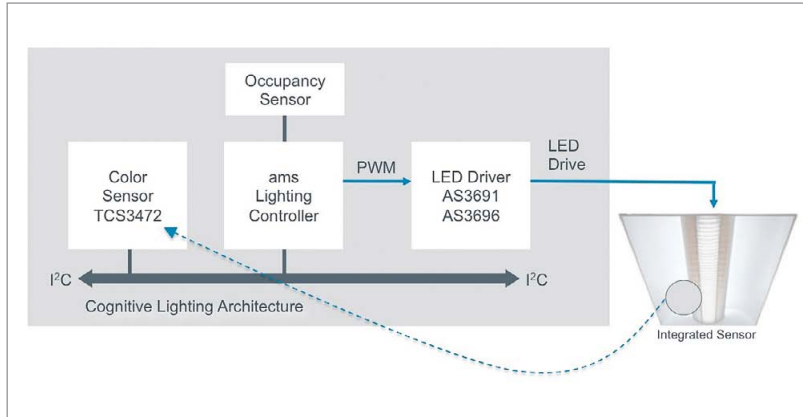 Occupancy
Sensor
Color
Sensor
TCS3472
ams
Lighting
Controller
PWM
LED Driver
AS3691
AS3696
LED
Drive
I²C
I²C
Cognitive Lighting Architecture
Integrated Sensor